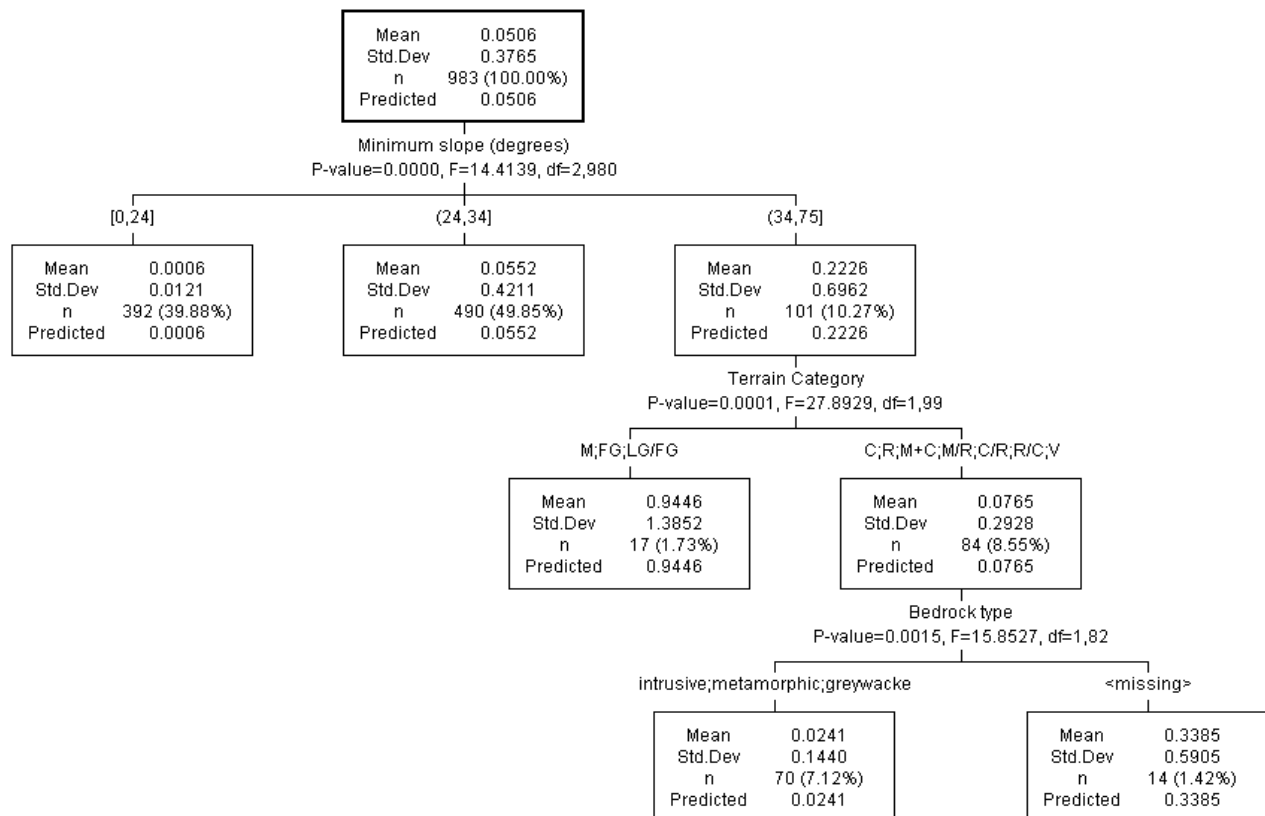 Mean 0.0506
Std.Dev 0.3765
n 983 (100.00%)
Predicted 0.0506
Minimum slope (degrees)
P-value=0.0000, F=14.4139, df=2,980
[0,24]
(24,34]
(34,75]
Mean 0.0006
Std.Dev 0.0121
n 392 (39.88%)
Predicted 0.0006
Mean 0.0552
Std.Dev 0.4211
n 490 (49.85%)
Predicted 0.0552
Mean 0.2226
Std.Dev 0.6962
n 101 (10.27%)
Predicted 0.2226
Terrain Category
P-value=0.0001, F=27.8929, df=1,99
M;FG;LG/FG
C;R;M+C;M/R;C/R;R/C;V
Mean 0.9446
Std.Dev 1.3852
n 17 (1.73%)
Predicted 0.9446
Mean 0.0765
Std.Dev 0.2928
n 84 (8.55%)
Predicted 0.0765
Bedrock type
P-value=0.0015, F=15.8527, df=1,82
intrusive;metamorphic;greywacke
<missing>
Mean 0.0241
Std.Dev 0.1440
n 70 (7.12%)
Predicted 0.0241
Mean 0.3385
Std.Dev 0.5905
n 14 (1.42%)
Predicted 0.3385